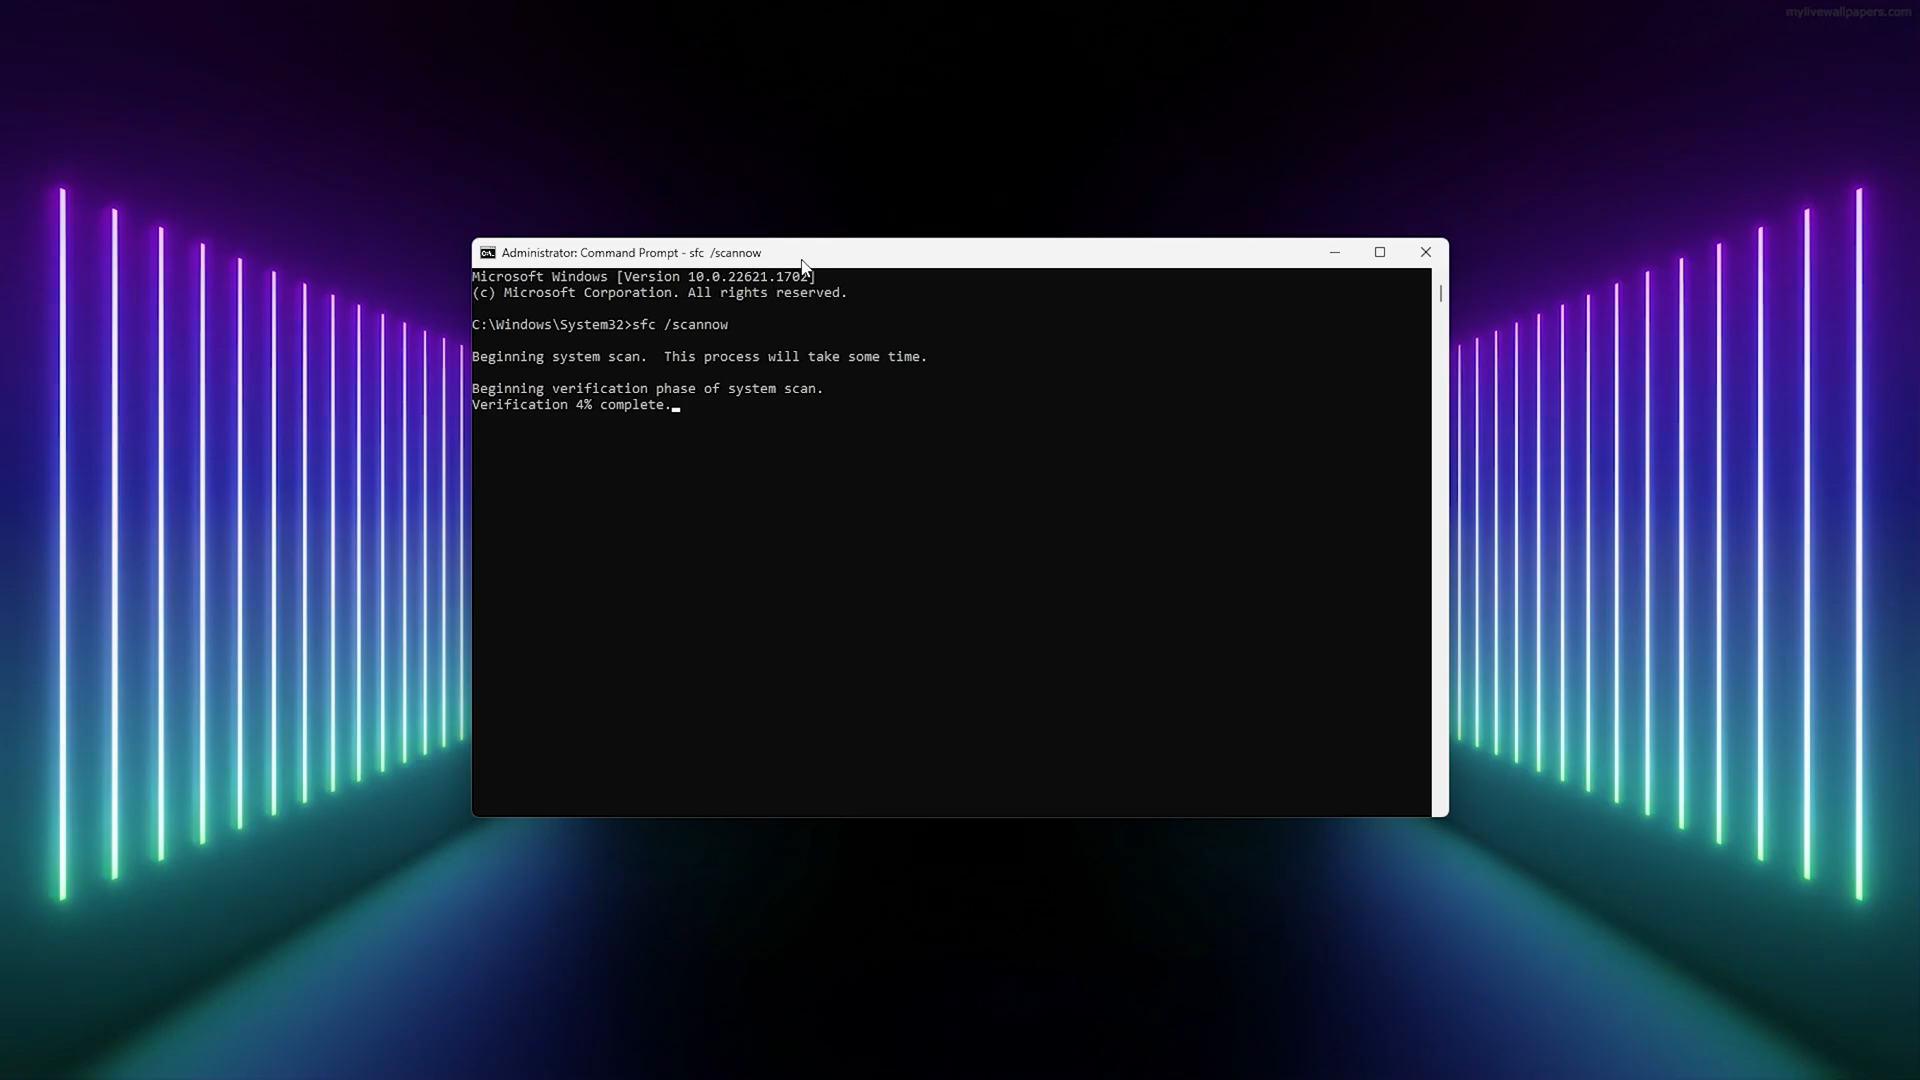 mylivewallpapers.com
Administrator: Command Prompt - sfc  /scannow
Microsoft Windows [Version 10.0.22621.1702]
(c) Microsoft Corporation. All rights reserved.
C:\Windows\System32>sfc /scannow
Beginning system scan.  This process will take some time.
Beginning verification phase of system scan.
Verification 4% complete.